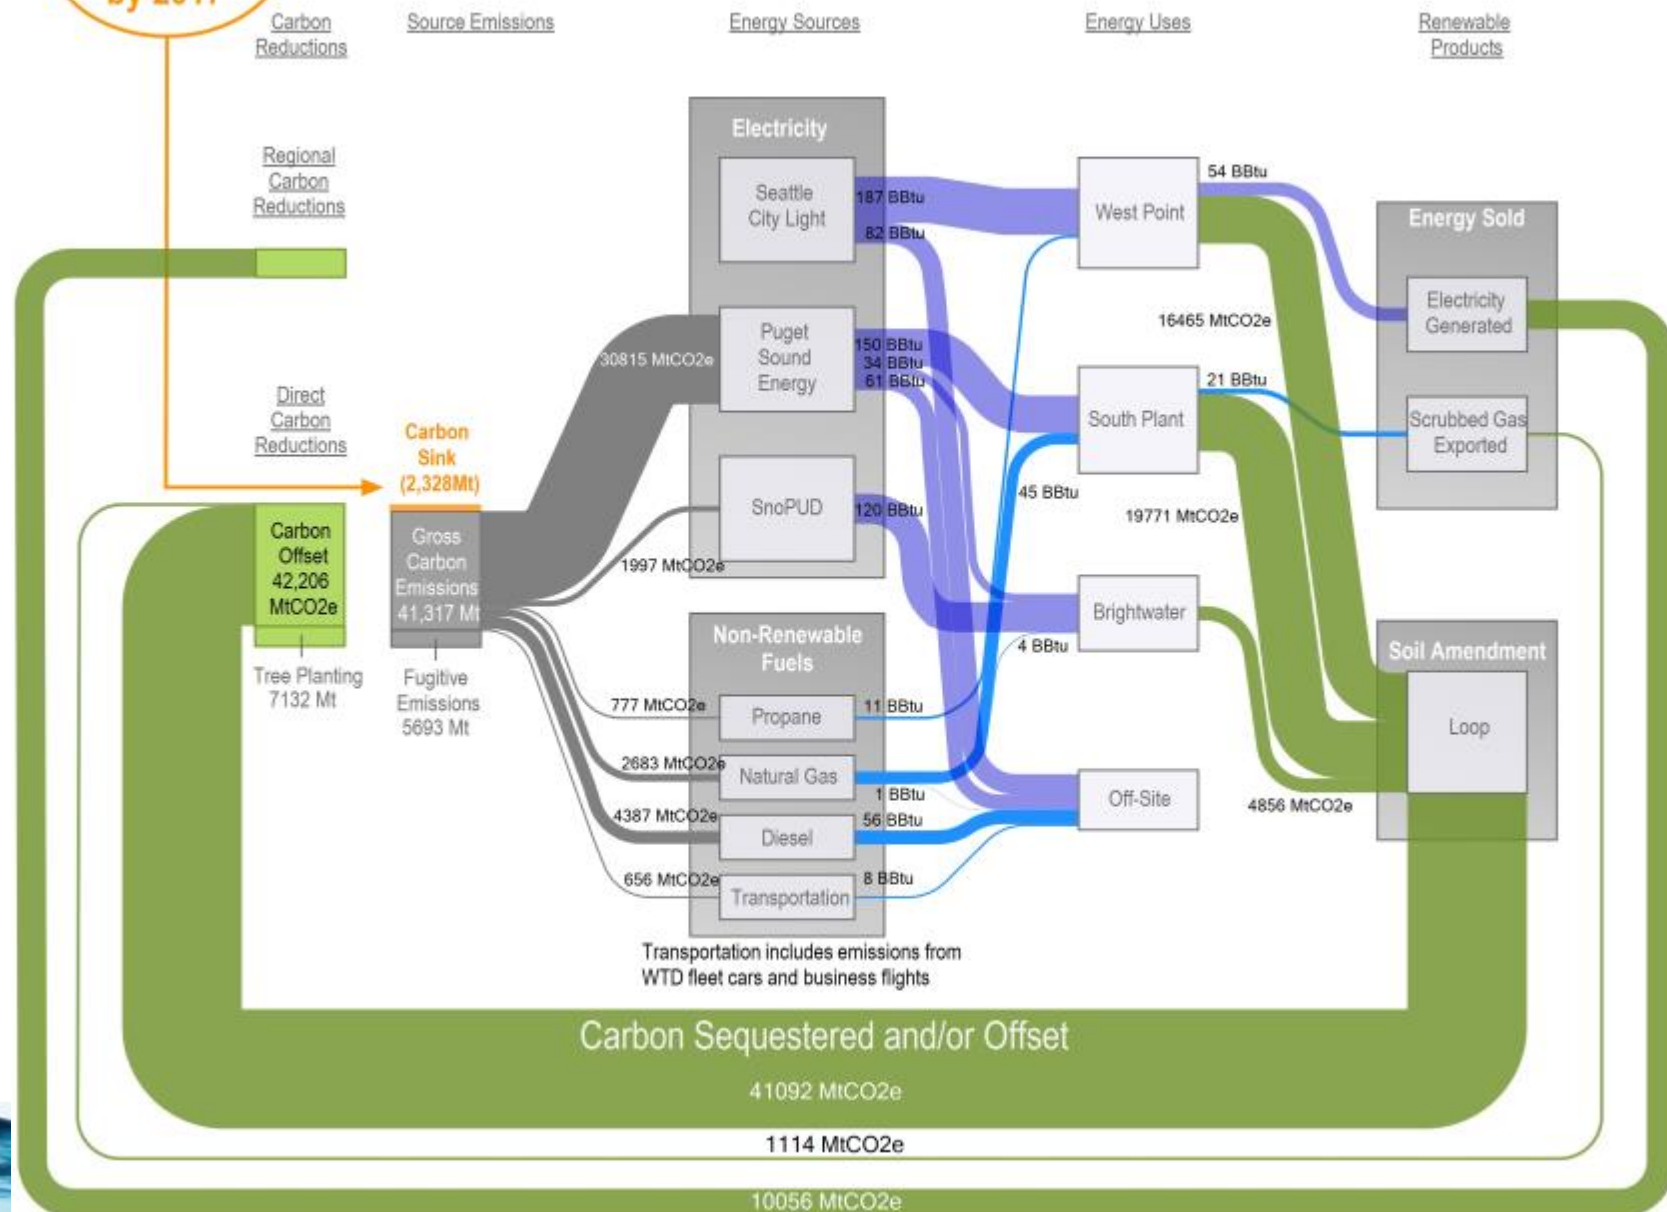 by 2017
Carbon
Reductions
Source Emissions
Energy Sources
Energy Uses
Renewable
Products
Regional
Carbon
Reductions
Direct
Carbon
Reductions
Carbon
Sink
(2,328Mt)
Carbon
Offset
42,206
MtCO2e
Tree Planting
7132 Mt
Gross
Carbon
Emissions
41,317 Mt
Fugitive
Emissions
5693 Mt
30815 MtCO2e
1997 MtCO2e
777 MtCO2e
2683 MtCO2e
4387 MtCO2e
656 MtCO2e
Electricity
Seattle
City Light
Puget
Sound
Energy
SnoPUD
Non-Renewable
Fuels
Propane
Natural Gas
Diesel
Transportation
Transportation includes emissions from
WTD fleet cars and business flights
187 BBtu
82 BBtu
150 BBtu
34 BBtu
61 BBtu
120 BBtu
11 BBtu
1 BBtu
56 BBtu
8 BBtu
45 BBtu
4 BBtu
West Point
South Plant
Brightwater
Off-Site
54 BBtu
16465 MtCO2e
21 BBtu
19771 MtCO2e
4856 MtCO2e
Energy Sold
Electricity
Generated
Scrubbed Gas
Exported
Soil Amendment
Loop
Carbon Sequestered and/or Offset
41092 MtCO2e
1114 MtCO2e
10056 MtCO2e